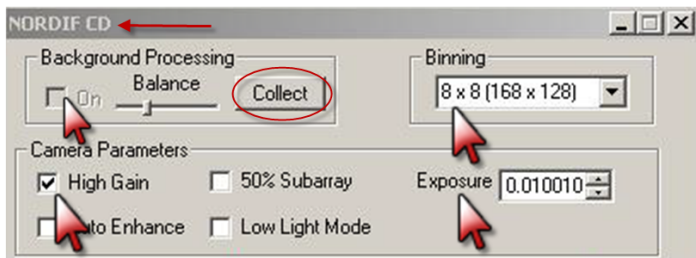 NORDIF CD
Background Processing
Binning
On
Balance
Collect
8 x 8 (168 x 128)
Camera Parameters
High Gain
50% Subarray
Exposure
0.010010
Enhance
Low Light Mode